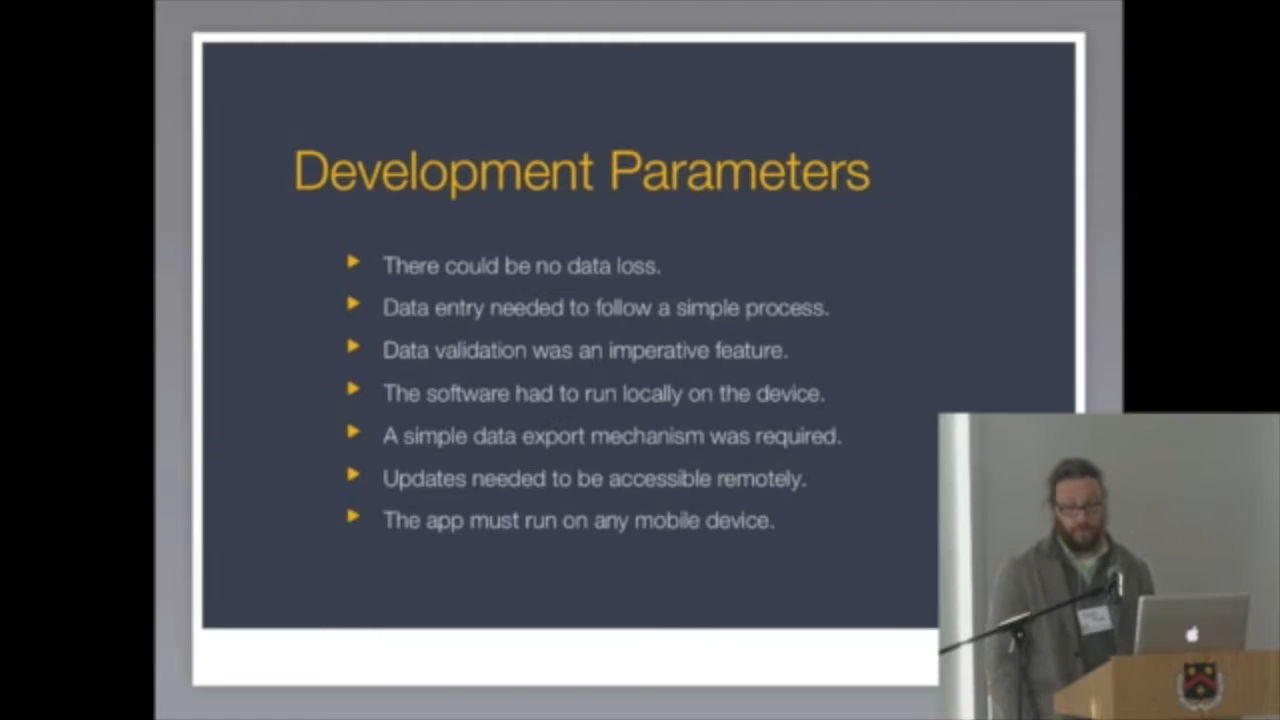 Development Parameters
There could be no data loss.
Data entry needed to follow a simple process.
Data validation was an imperative feature.
The software had to run locally on the device.
A simple data export mechanism was required.
Updates needed to be accessible remotely.
The app must run on any mobile device.